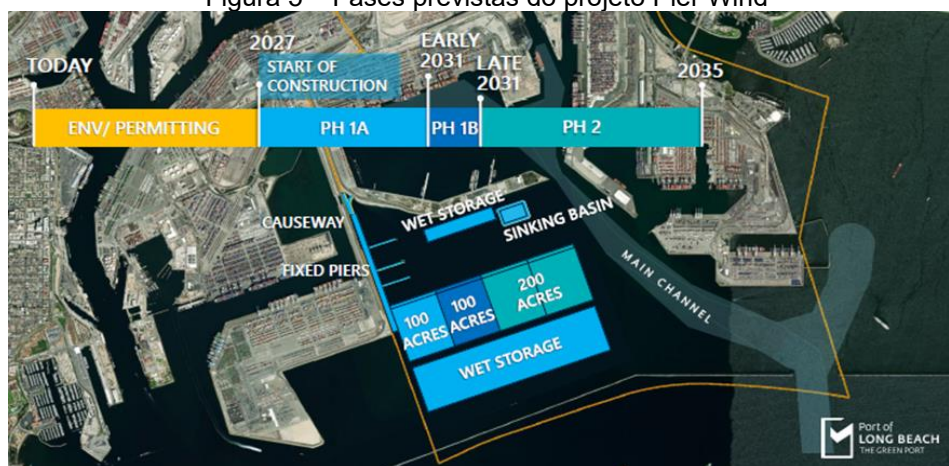 Figura 5 – Fases previstas do projeto Pier Wind
TODAY
2027
START OF
CONSTRUCTION
EARLY
2031
LATE
2031
2035
ENV/ PERMITTING
PH 1A
PH 1B
PH 2
CAUSEWAY
WET STORAGE
SINKING BASIN
FIXED PIERS
MAIN CHANNEL
100
ACRES
100
ACRES
200
ACRES
WET STORAGE
Port of
LONG BEACH
THE GREEN PORT